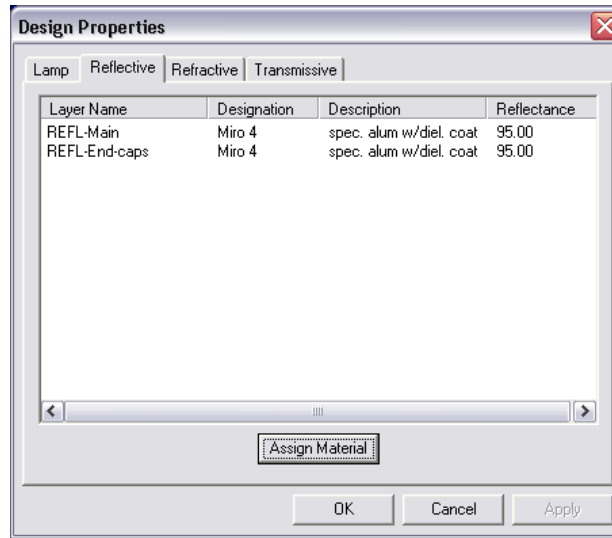 Design Properties
Lamp Reflective Refractive Transmissive
Layer Name Designation Description Reflectance
REFL-Main Miro 4 spec. alum w/diel. coat 95.00
REFL-End-caps Miro 4 spec. alum w/diel. coat 95.00
Assign Material
OK Cancel Apply